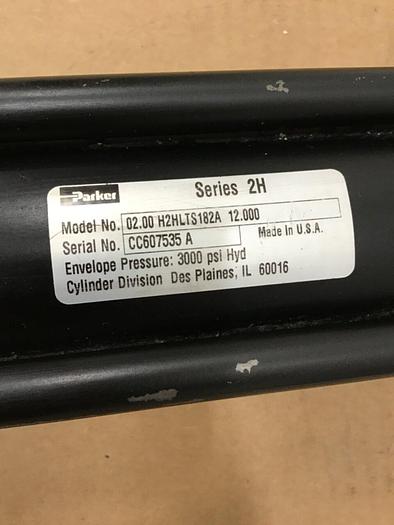 Parker Series 2H
Model No. 02.00 H2HLTS182A 12.000
Serial No. CC607535 A Made In U.S.A.
Envelope Pressure: 3000 psi Hyd
Cylinder Division Des Plaines, IL 60016